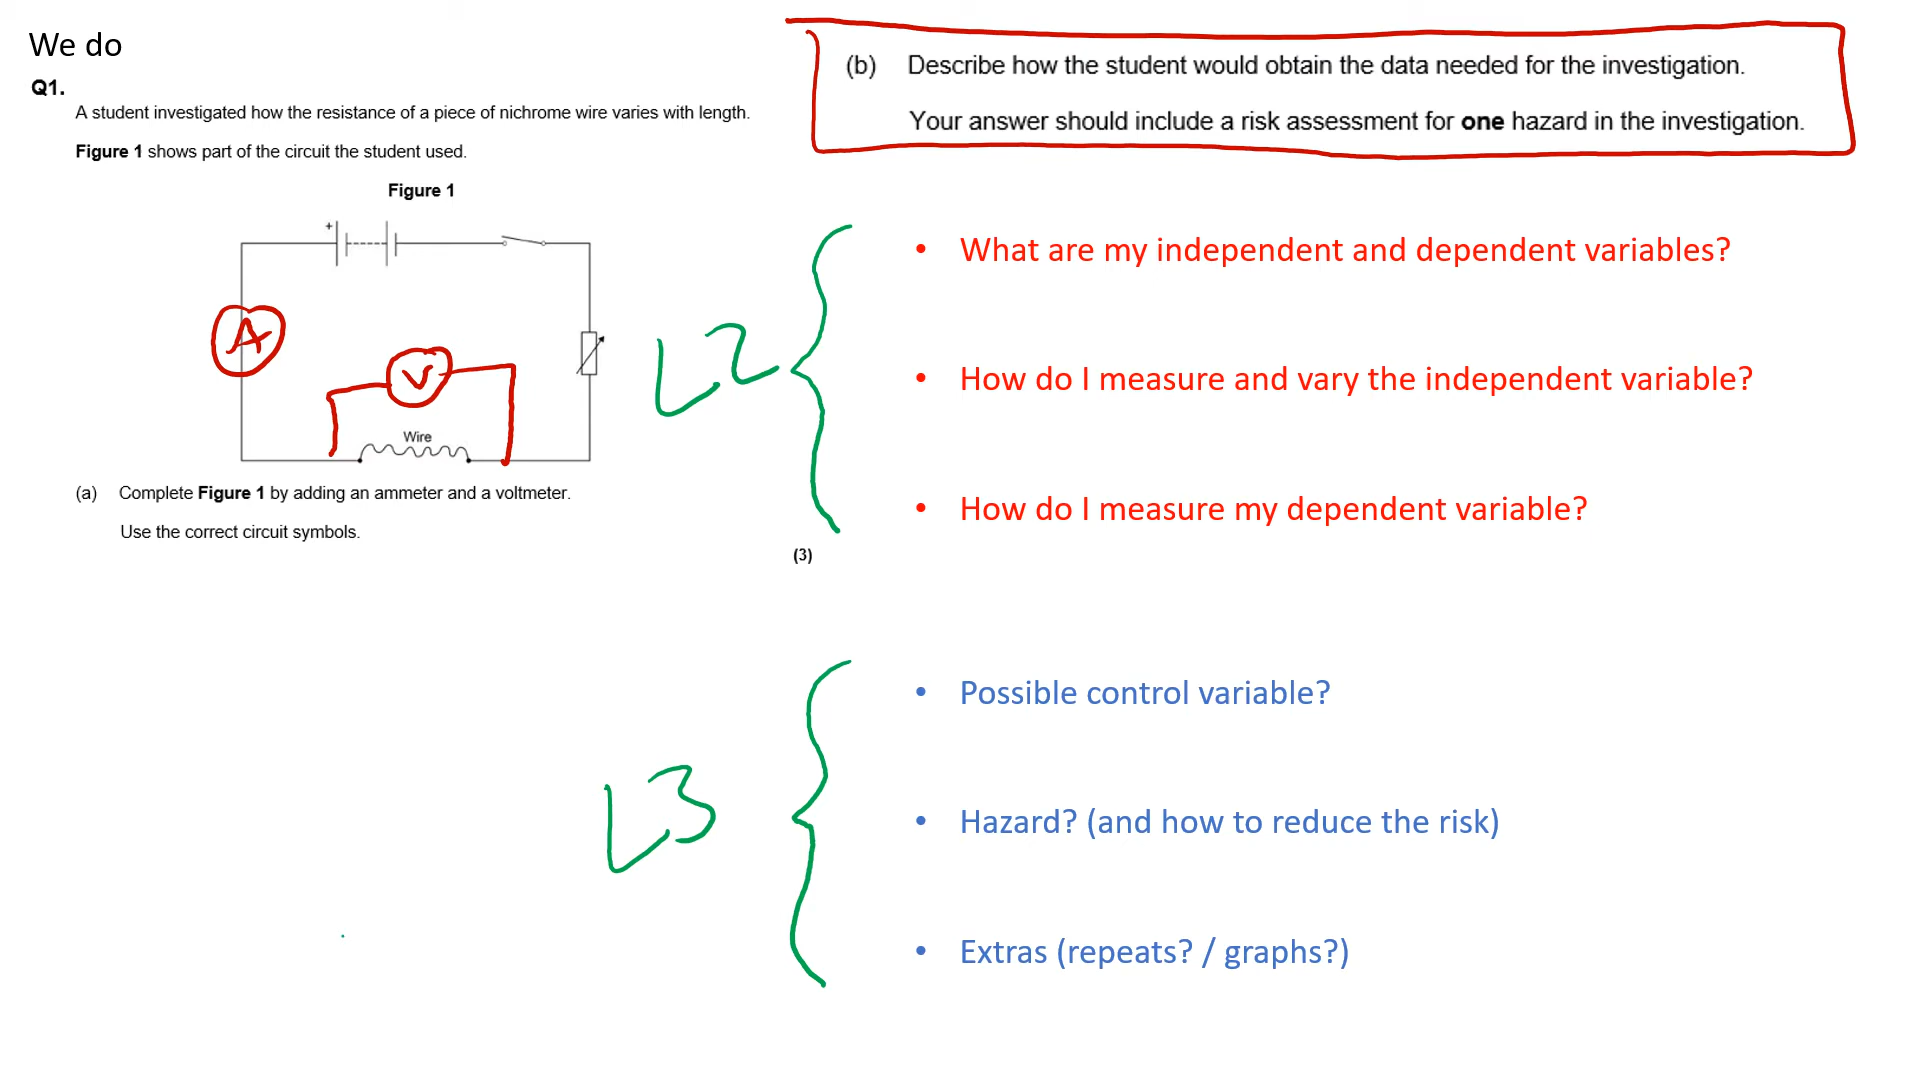 We do
Q1.
A student investigated how the resistance of a piece of nichrome wire varies with length.
Figure 1 shows part of the circuit the student used.
Figure 1
+
A
V
Wire
(a) Complete Figure 1 by adding an ammeter and a voltmeter.
Use the correct circuit symbols.
(3)
(b) Describe how the student would obtain the data needed for the investigation.
Your answer should include a risk assessment for one hazard in the investigation.
L2
• What are my independent and dependent variables?
• How do I measure and vary the independent variable?
• How do I measure my dependent variable?
L3
• Possible control variable?
• Hazard? (and how to reduce the risk)
• Extras (repeats? / graphs?)